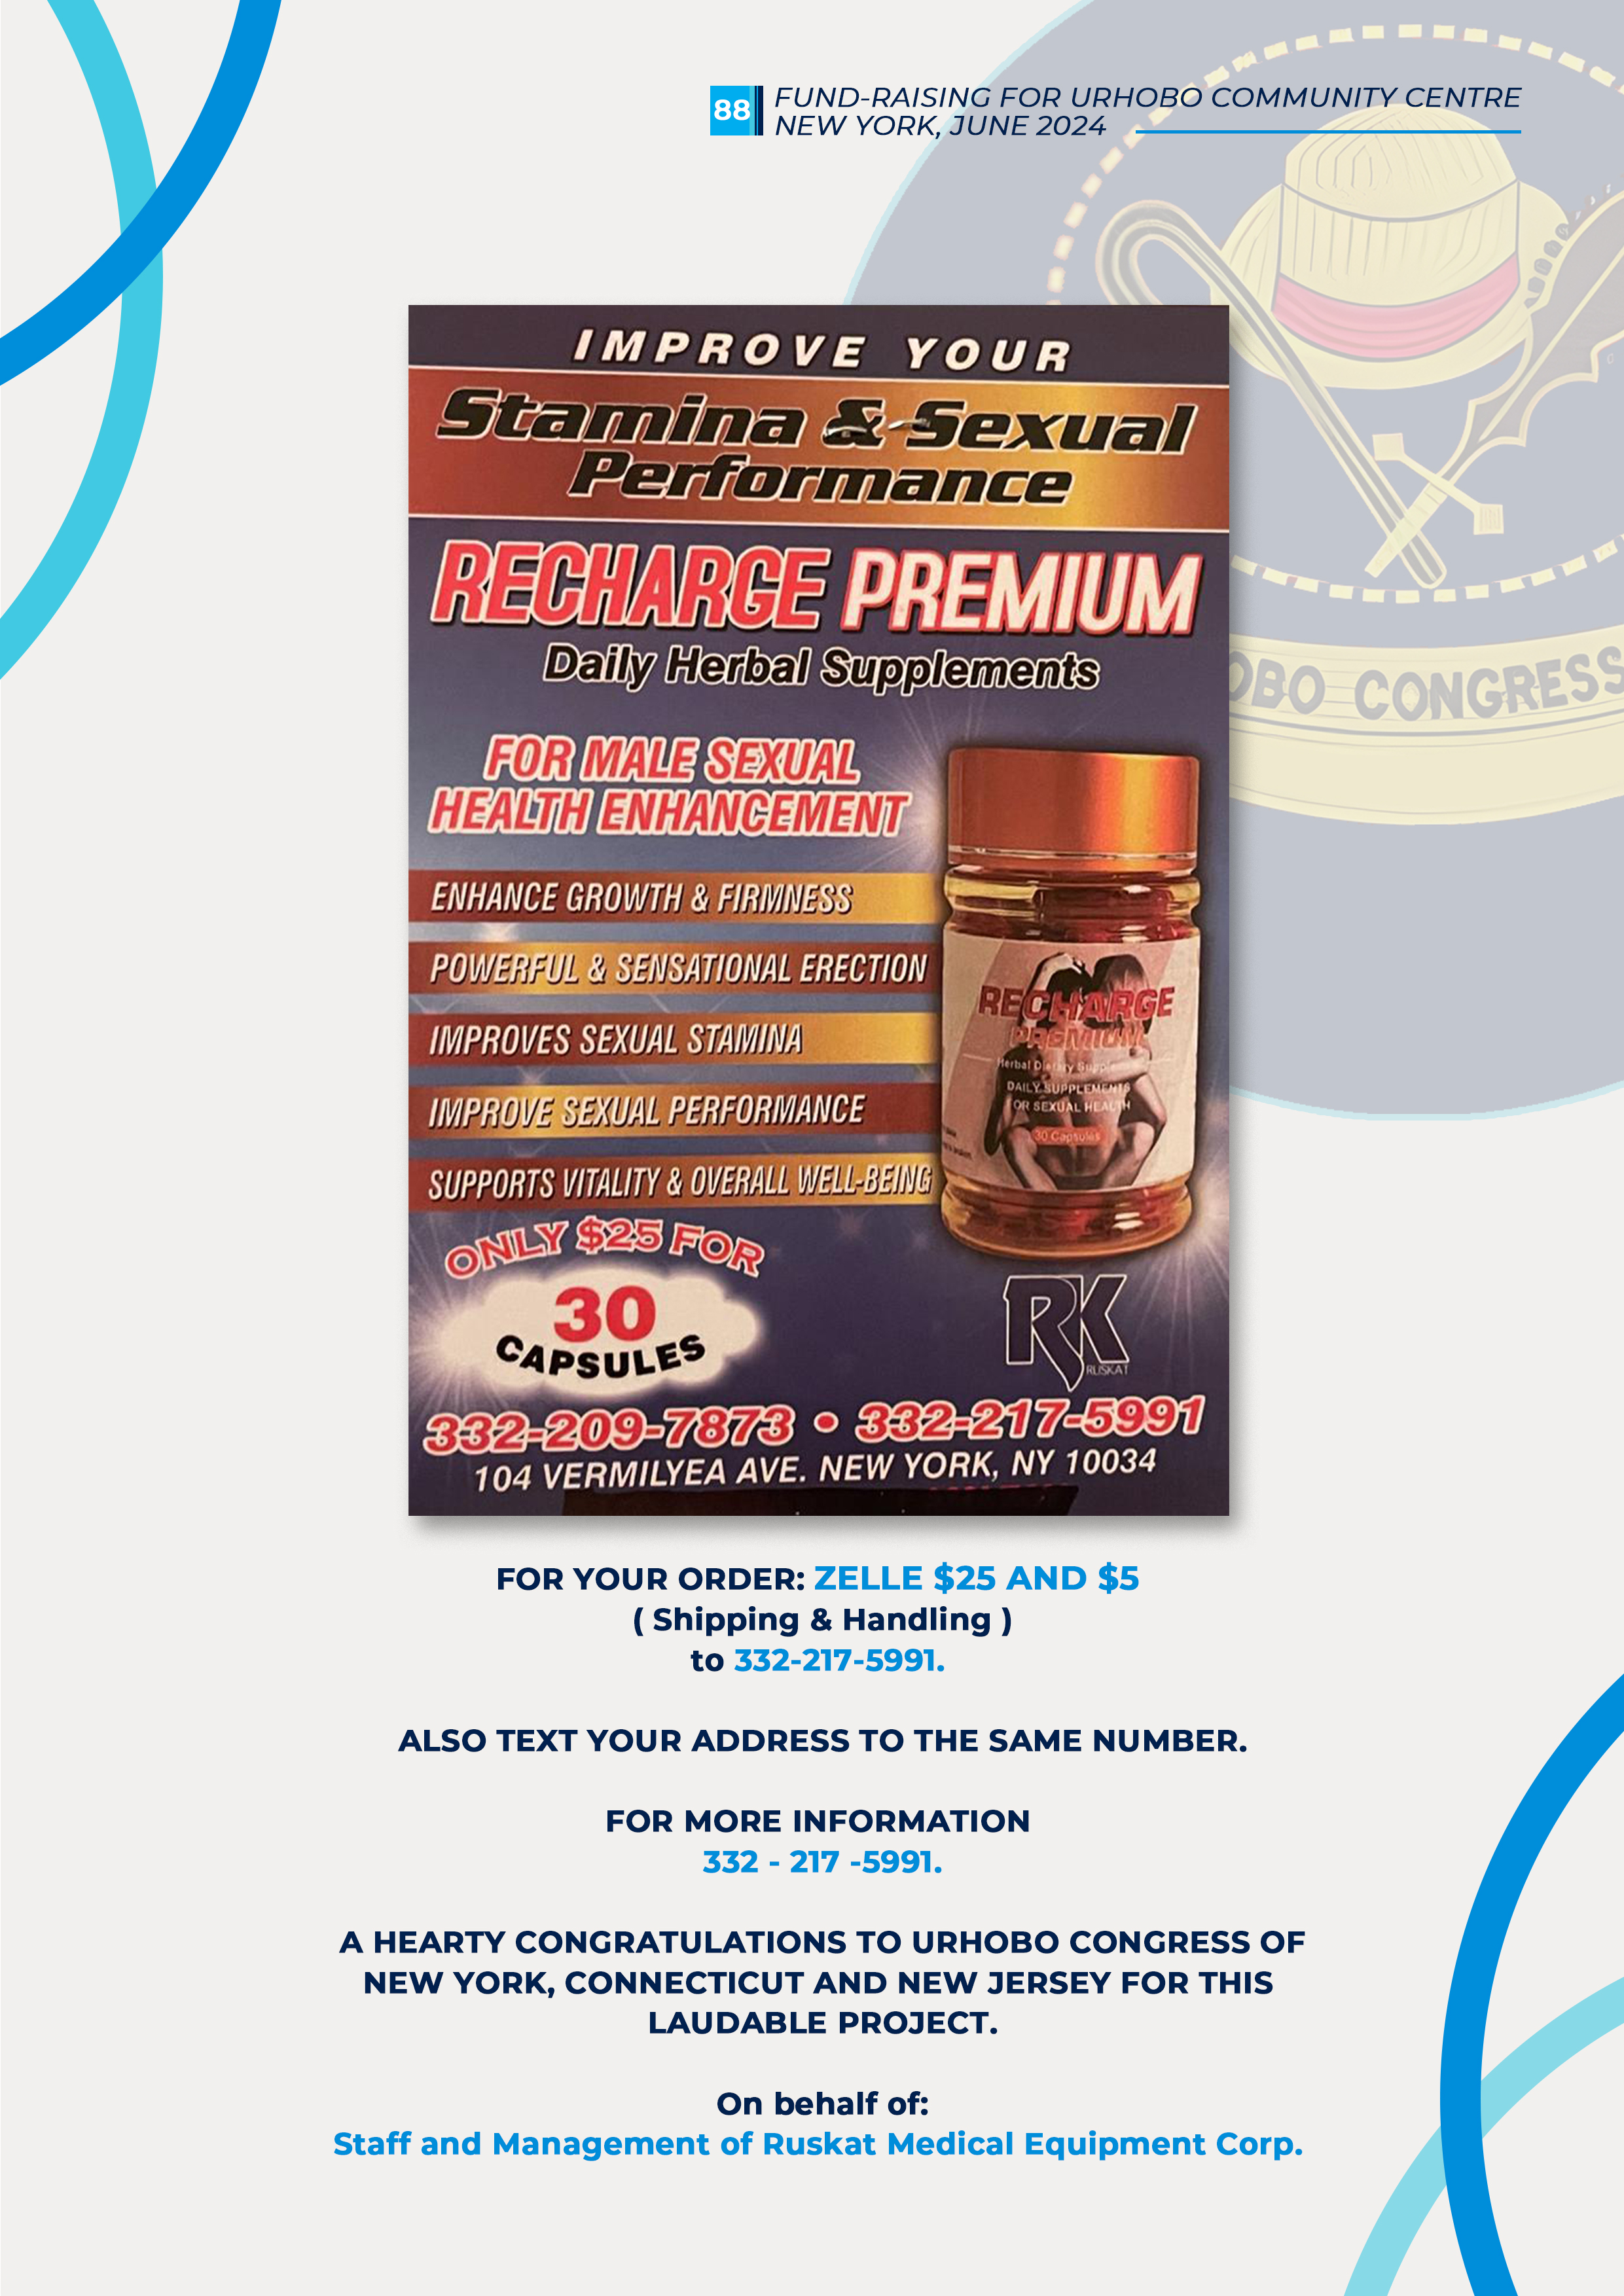 88
FUND-RAISING FOR URHOBO COMMUNITY CENTRE
NEW YORK, JUNE 2024
OBO CONGRESS
IMPROVE YOUR
Stamina & Sexual
Performance
RECHARGE PREMIUM
Daily Herbal Supplements
FOR MALE SEXUAL
HEALTH ENHANCEMENT
ENHANCE GROWTH & FIRMNESS
POWERFUL & SENSATIONAL ERECTION
IMPROVES SEXUAL STAMINA
IMPROVE SEXUAL PERFORMANCE
SUPPORTS VITALITY & OVERALL WELL-BEING
RECHARGE
PREMIUM
Herbal Dietary
DAILY SUPPLEMENTS
FOR SEXUAL HEALTH
30 Capsules
ONLY $25 FOR
30
CAPSULES
RK
RUSKAT
332-209-7873 • 332-217-5991
104 VERMILYEA AVE. NEW YORK, NY 10034
FOR YOUR ORDER: ZELLE $25 AND $5
( Shipping & Handling )
to 332-217-5991.
ALSO TEXT YOUR ADDRESS TO THE SAME NUMBER.
FOR MORE INFORMATION
332 - 217 -5991.
A HEARTY CONGRATULATIONS TO URHOBO CONGRESS OF
NEW YORK, CONNECTICUT AND NEW JERSEY FOR THIS
LAUDABLE PROJECT.
On behalf of:
Staff and Management of Ruskat Medical Equipment Corp.